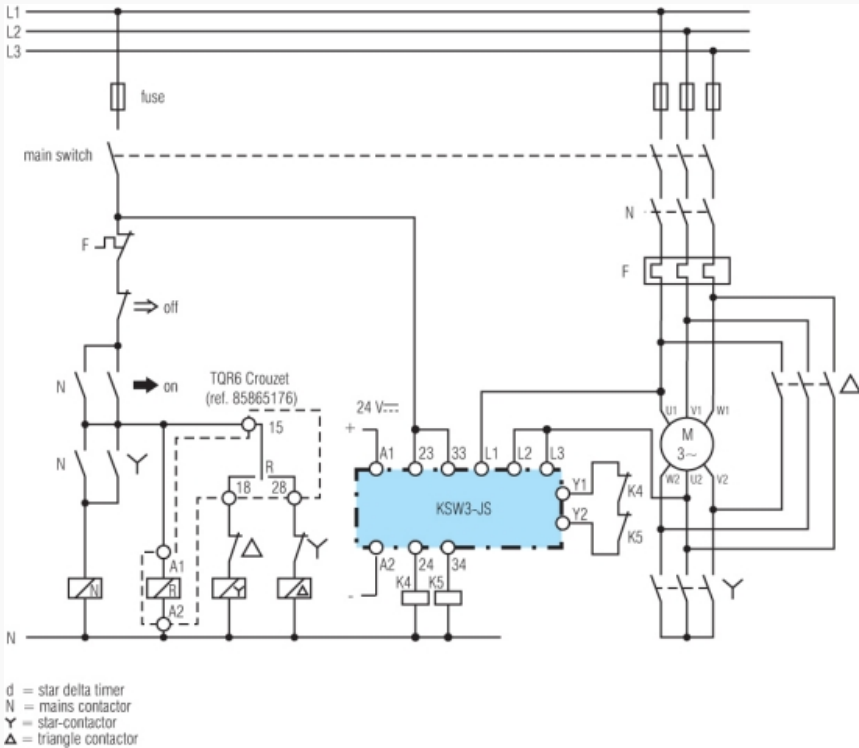 L1
L2
L3
fuse
main switch
N
F
F
off
TQR6 Crouzet
(ref. 85865176)
N
on
24 V
15
+
A1
23
33
L1
L2
L3
U1
V1
W1
M
3~
N
R
18
28
W2
U2
V2
KSW3-JS
Y1
K4
Y2
K5
A1
N
R
Y
A2
A2
24
34
-
K4
K5
Y
N
d = star delta timer
N = mains contactor
Y = star-contactor
Δ = triangle contactor